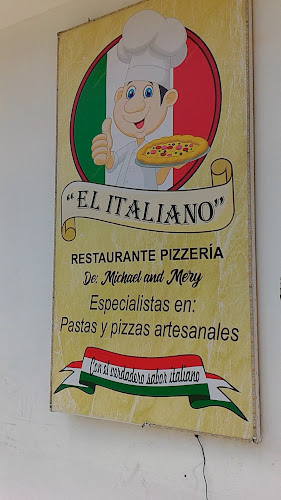 "EL ITALIANO"
RESTAURANTE PIZZERÍA
De: Michael and Mery
Especialistas en:
Pastas y pizzas artesanales
Con el verdadero sabor italiano